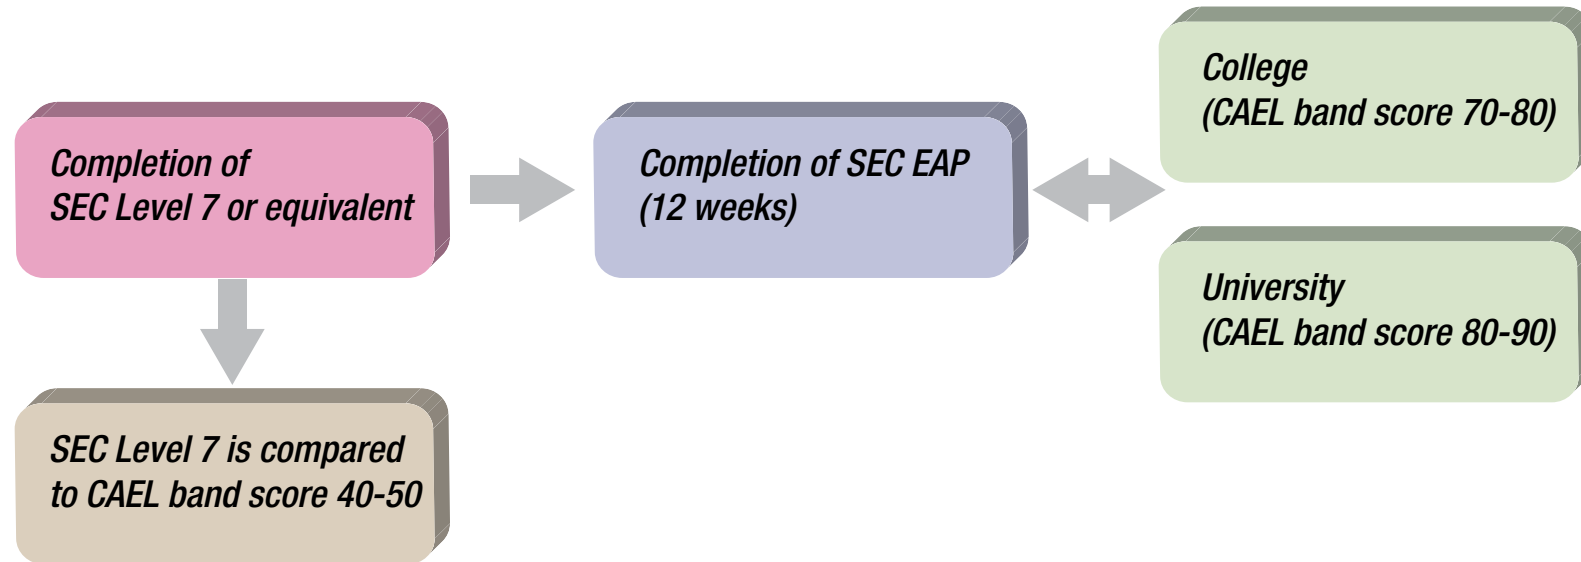 Completion of
SEC Level 7 or equivalent
SEC Level 7 is compared
to CAEL band score 40-50
Completion of SEC EAP
(12 weeks)
College
(CAEL band score 70-80)
University
(CAEL band score 80-90)